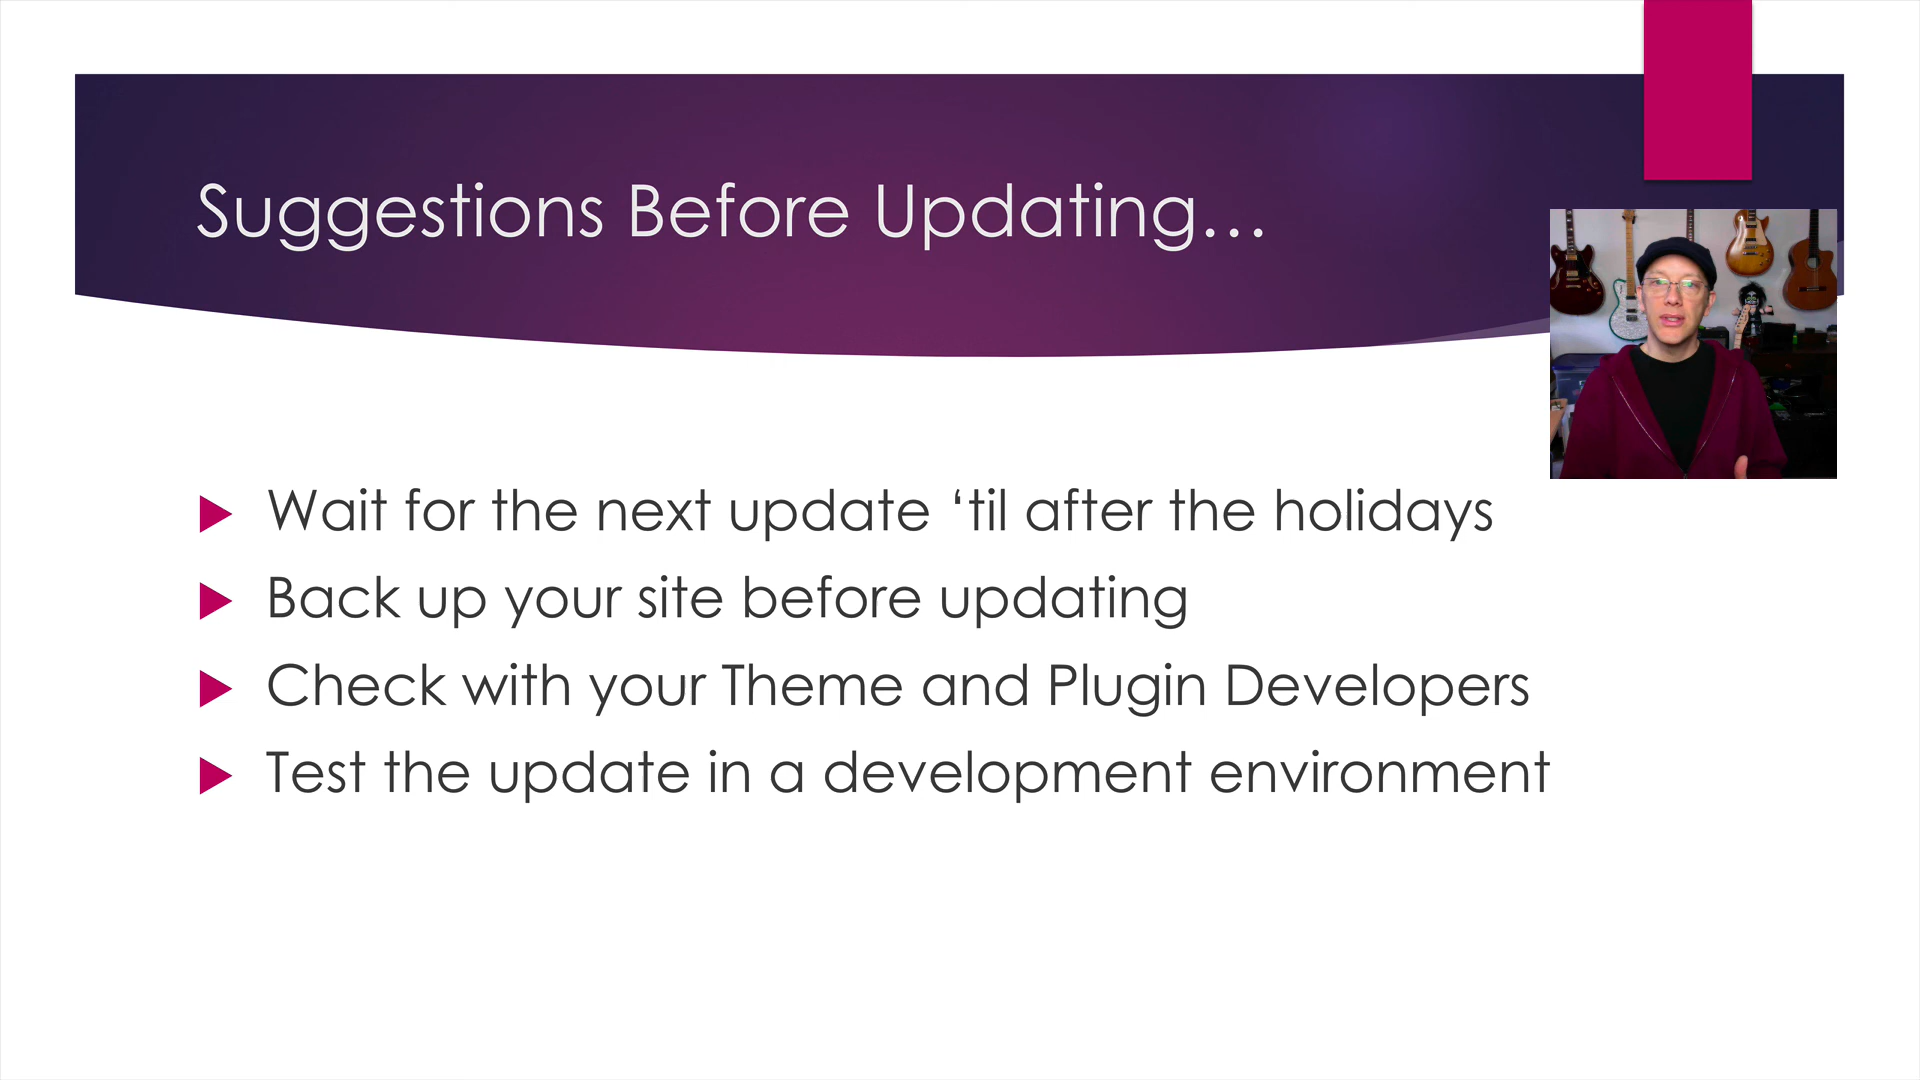 Suggestions Before Updating…
Wait for the next update ‘til after the holidays
Back up your site before updating
Check with your Theme and Plugin Developers
Test the update in a development environment